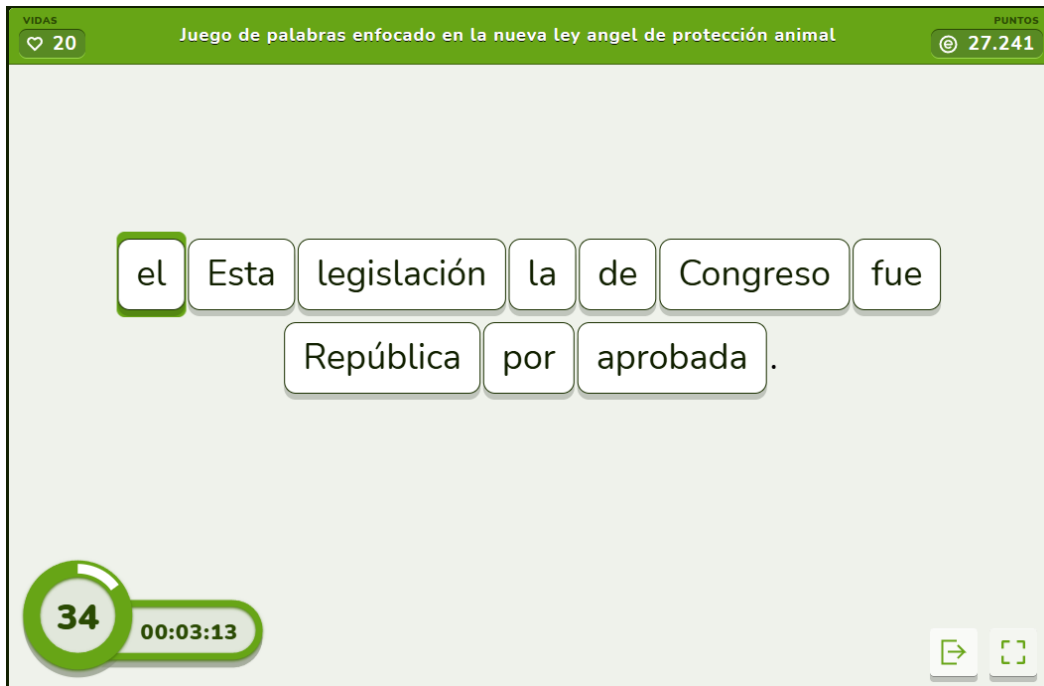 VIDAS
20
Juego de palabras enfocado en la nueva ley angel de protección animal
PUNTOS
27.241
el Esta legislación la de Congreso fue
República por aprobada .
34
00:03:13